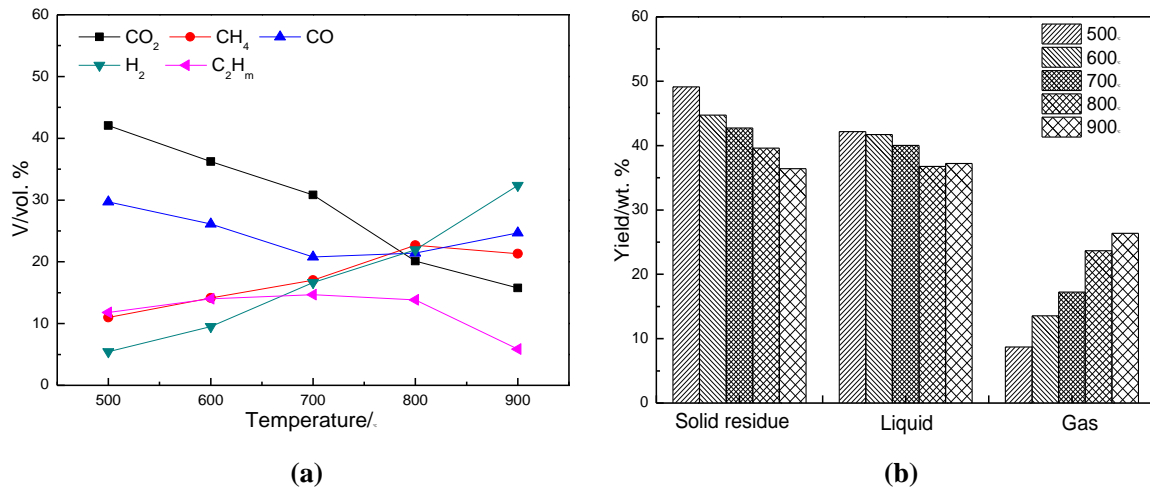 60
50
40
30
20
10
0
V/vol. %
CO₂ CH₄ CO
H₂ C₂Hₘ
500 600 700 800 900
Temperature/
(a)
60
50
40
30
20
10
0
Yield/wt. %
500
600
700
800
900
Solid residue Liquid Gas
(b)